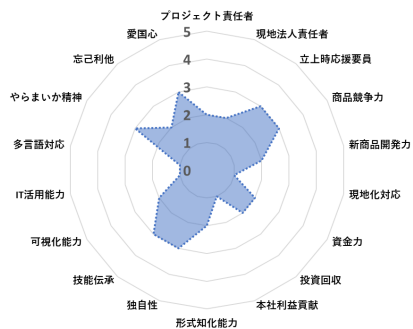 プロジェクト責任者
現地法人責任者
立上時応援要員
商品競争力
新商品開発力
現地化対応
資金力
投資回収
本社利益貢献
形式知化能力
独自性
技能伝承
可視化能力
IT活用能力
多言語対応
やらまいか精神
忘己利他
愛国心
5
4
3
2
1
0